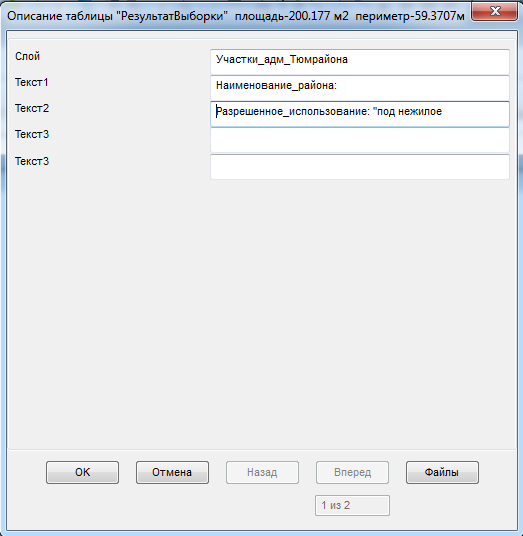 Описание таблицы "РезультатВыборки" площадь-200.177 м2 периметр-59.3707м
Слой Участки_адм_Тюмрайона
Текст1 Наименование_района:
Текст2 Разрешенное_использование: "под нежилое
Текст3
Текст3
ОК Отмена Назад Вперед Файлы
1 из 2